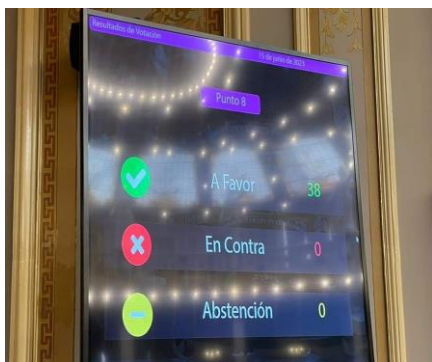 Resultados de Votación
15 de junio de 2023
Punto 8
A Favor 38
En Contra 0
Abstención 0